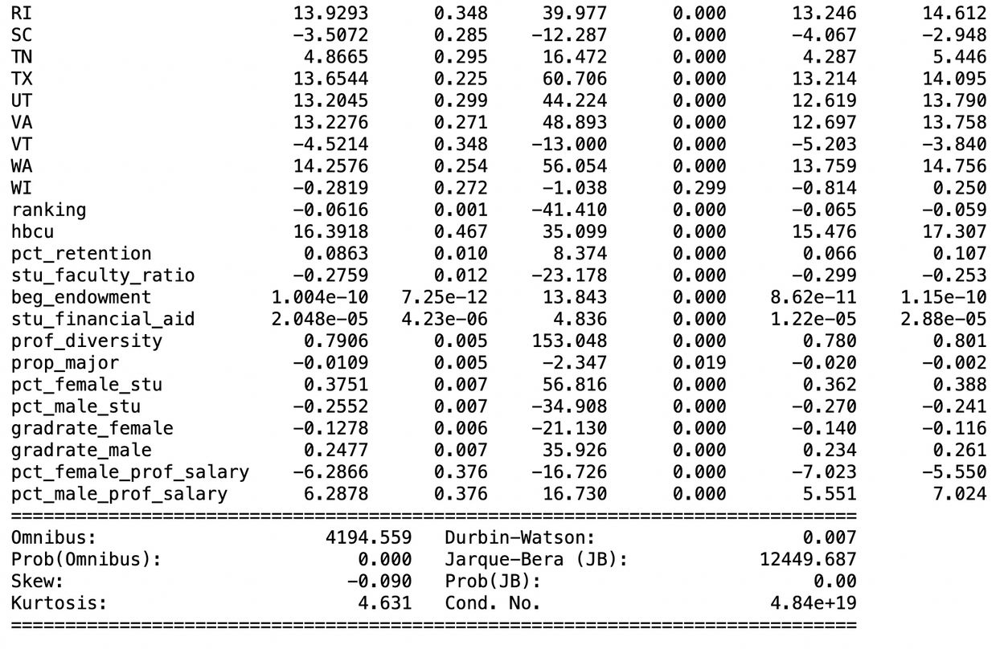 RI 13.9293 0.348 39.977 0.000 13.246 14.612
SC -3.5072 0.285 -12.287 0.000 -4.067 -2.948
TN 4.8665 0.295 16.472 0.000 4.287 5.446
TX 13.6544 0.225 60.706 0.000 13.214 14.095
UT 13.2045 0.299 44.224 0.000 12.619 13.790
VA 13.2276 0.271 48.893 0.000 12.697 13.758
VT -4.5214 0.348 -13.000 0.000 -5.203 -3.840
WA 14.2576 0.254 56.054 0.000 13.759 14.756
WI -0.2819 0.272 -1.038 0.299 -0.814 0.250
ranking -0.0616 0.001 -41.410 0.000 -0.065 -0.059
hbcu 16.3918 0.467 35.099 0.000 15.476 17.307
pct_retention 0.0863 0.010 8.374 0.000 0.066 0.107
stu_faculty_ratio -0.2759 0.012 -23.178 0.000 -0.299 -0.253
beg_endowment 1.004e-10 7.25e-12 13.843 0.000 8.62e-11 1.15e-10
stu_financial_aid 2.048e-05 4.23e-06 4.836 0.000 1.22e-05 2.88e-05
prof_diversity 0.7906 0.005 153.048 0.000 0.780 0.801
prop_major -0.0109 0.005 -2.347 0.019 -0.020 -0.002
pct_female_stu 0.3751 0.007 56.816 0.000 0.362 0.388
pct_male_stu -0.2552 0.007 -34.908 0.000 -0.270 -0.241
gradrate_female -0.1278 0.006 -21.130 0.000 -0.140 -0.116
gradrate_male 0.2477 0.007 35.926 0.000 0.234 0.261
pct_female_prof_salary -6.2866 0.376 -16.726 0.000 -7.023 -5.550
pct_male_prof_salary 6.2878 0.376 16.730 0.000 5.551 7.024
==============================================================================
Omnibus: 4194.559 Durbin-Watson: 0.007
Prob(Omnibus): 0.000 Jarque-Bera (JB): 12449.687
Skew: -0.090 Prob(JB): 0.00
Kurtosis: 4.631 Cond. No. 4.84e+19
==============================================================================